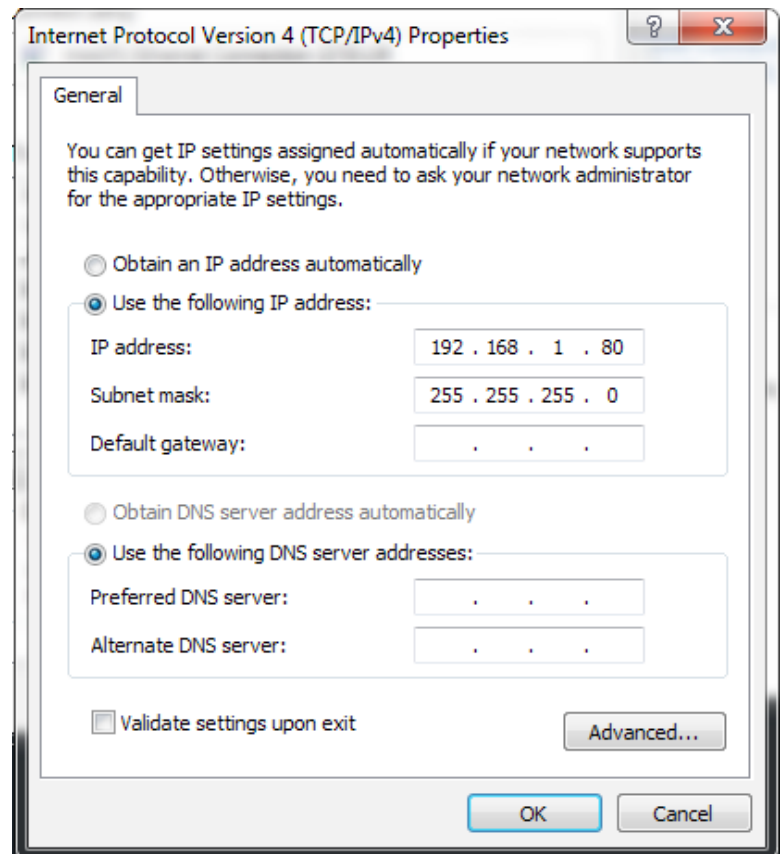 Internet Protocol Version 4 (TCP/IPv4) Properties
General
You can get IP settings assigned automatically if your network supports
this capability. Otherwise, you need to ask your network administrator
for the appropriate IP settings.
Obtain an IP address automatically
Use the following IP address:
IP address: 192 . 168 . 1 . 80
Subnet mask: 255 . 255 . 255 . 0
Default gateway: . . .
Obtain DNS server address automatically
Use the following DNS server addresses:
Preferred DNS server: . . .
Alternate DNS server: . . .
Validate settings upon exit
Advanced...
OK Cancel